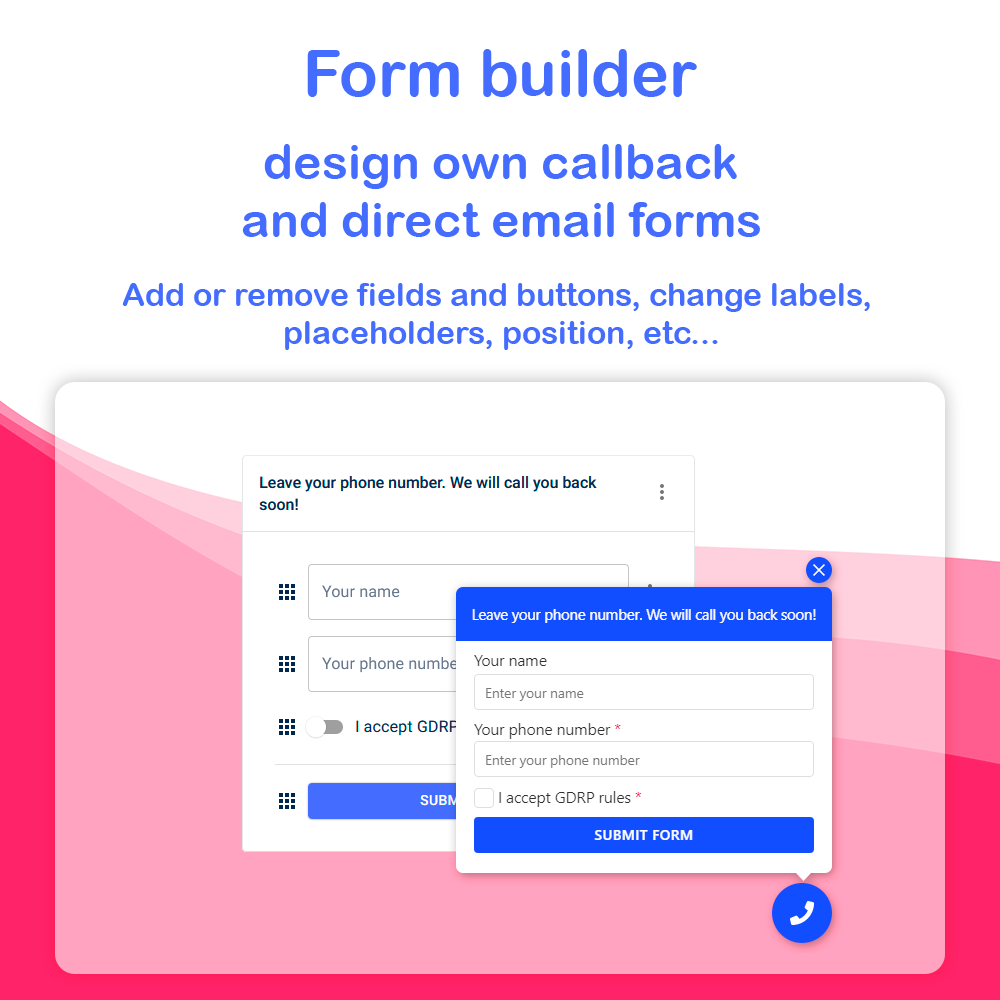 Form builder
design own callback
and direct email forms
Add or remove fields and buttons, change labels,
placeholders, position, etc...
Leave your phone number. We will call you back
soon!
Your name
Your phone numbe
I accept GDRP
SUBM
Leave your phone number. We will call you back soon!
Your name
Enter your name
Your phone number *
Enter your phone number
I accept GDRP rules *
SUBMIT FORM